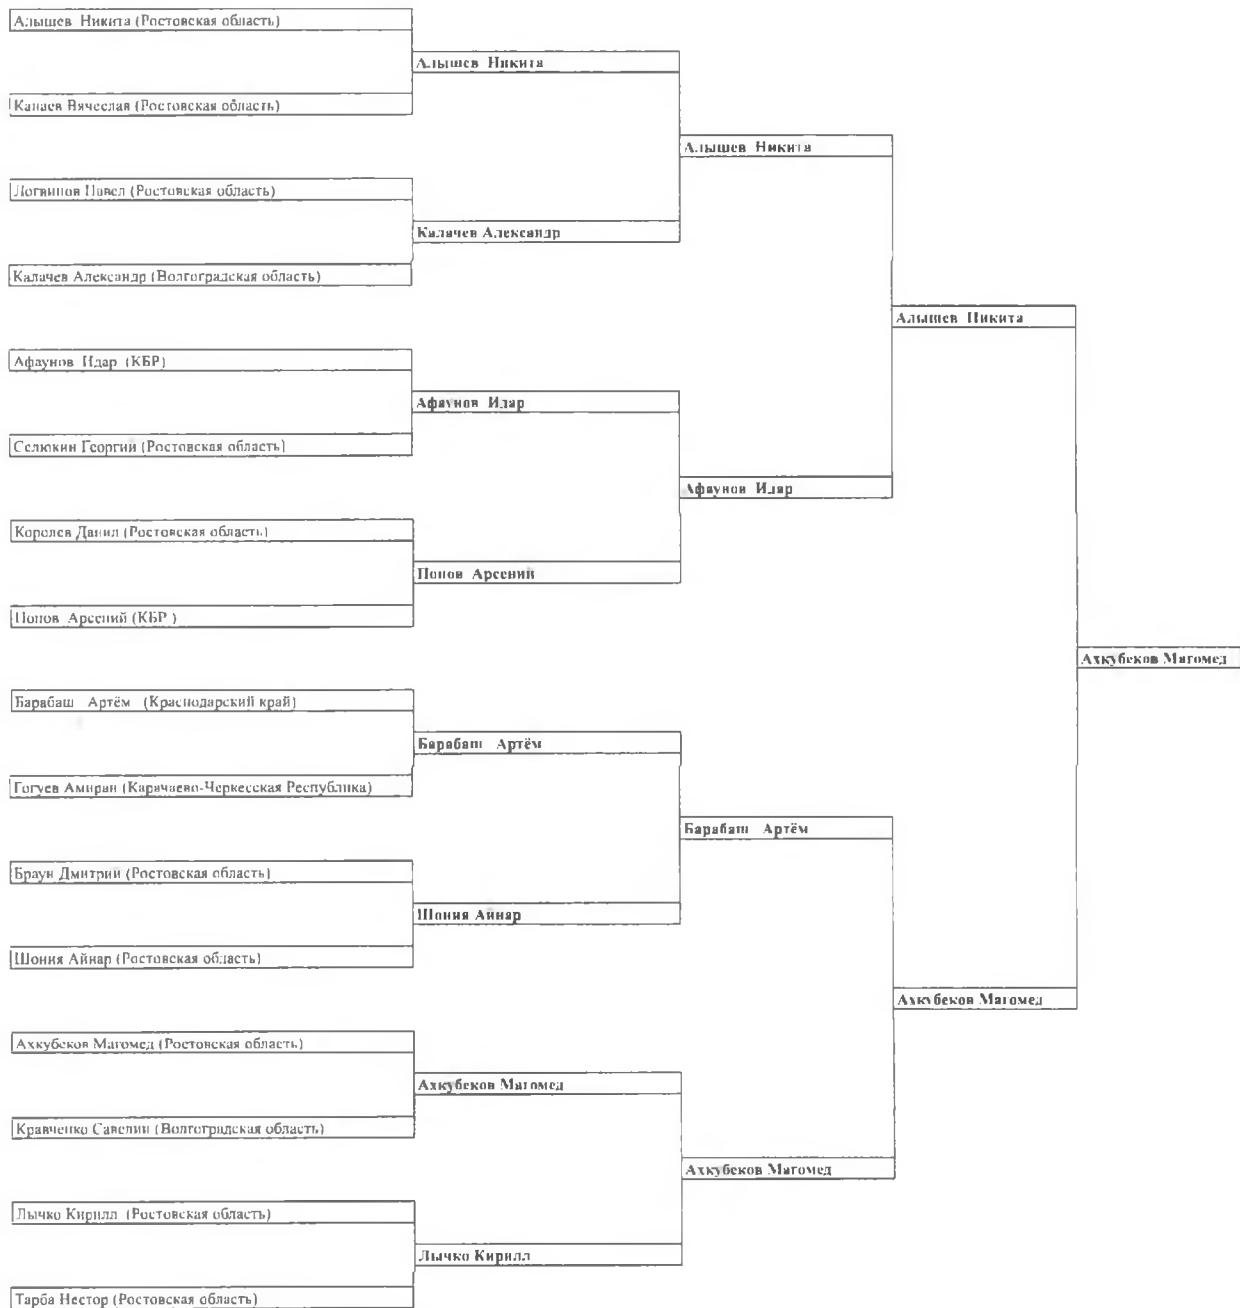 Алышев Никита (Ростовская область)
Алышев Никита
Канаев Вячеслав (Ростовская область)
Алышев Никита
Логвинов Павел (Ростовская область)
Калачев Александр
Калачев Александр (Волгоградская область)
Алышев Никита
Афаунов Идар (КБР)
Афаунов Идар
Селюкин Георгий (Ростовская область)
Афаунов Идар
Королев Данил (Ростовская область)
Попов Арсений
Попов Арсений (КБР )
Ахкубеков Магомед
Барабаш Артём (Краснодарский край)
Барабаш Артём
Гогуев Амиран (Карачаево-Черкесская Республика)
Барабаш Артём
Браун Дмитрий (Ростовская область)
Шония Айнар
Шония Айнар (Ростовская область)
Ахкубеков Магомед
Ахкубеков Магомед (Ростовская область)
Ахкубеков Магомед
Кравченко Савелий (Волгоградская область)
Ахкубеков Магомед
Лычко Кирилл (Ростовская область)
Лычко Кирилл
Тарба Нестор (Ростовская область)